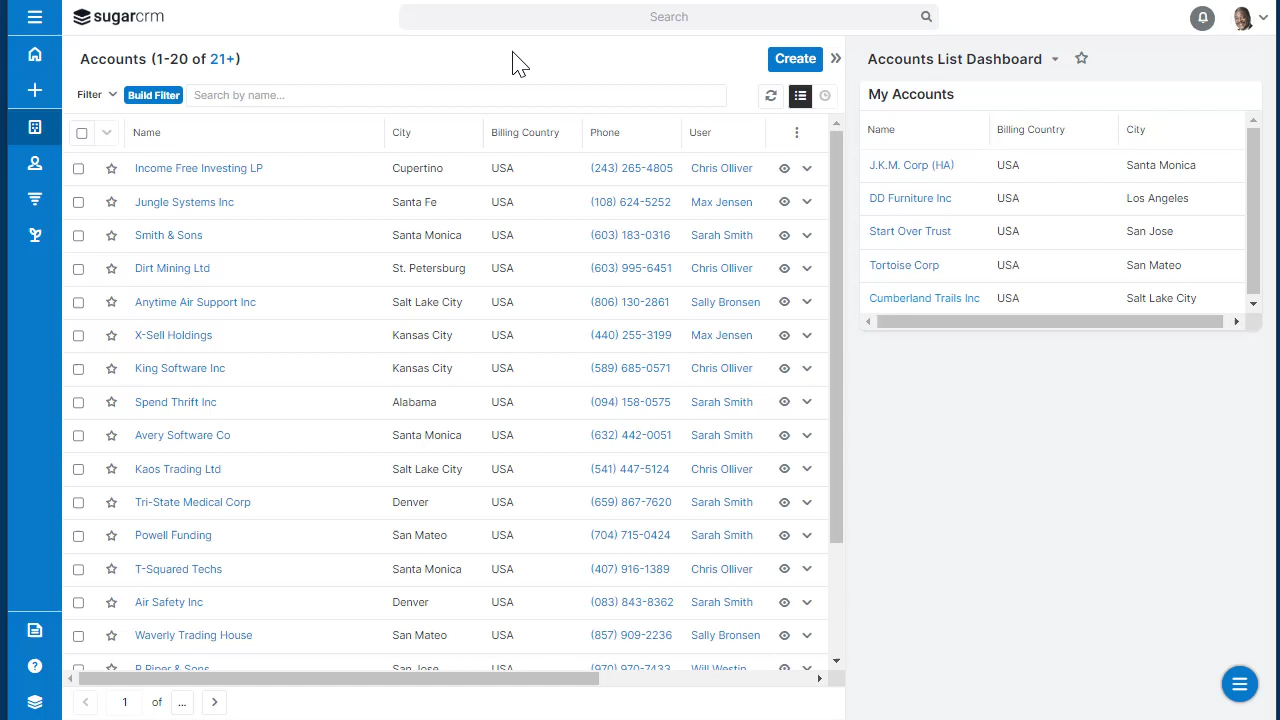 sugarcrm
Search
Accounts (1-20 of 21+)
Create
Filter
Build Filter
Search by name...
Name City Billing Country Phone User
Income Free Investing LP Cupertino USA (243) 265-4805 Chris Olliver
Jungle Systems Inc Santa Fe USA (108) 624-5252 Max Jensen
Smith & Sons Santa Monica USA (603) 183-0316 Sarah Smith
Dirt Mining Ltd St. Petersburg USA (603) 995-6451 Chris Olliver
Anytime Air Support Inc Salt Lake City USA (806) 130-2861 Sally Bronsen
X-Sell Holdings Kansas City USA (440) 255-3199 Max Jensen
King Software Inc Kansas City USA (589) 685-0571 Chris Olliver
Spend Thrift Inc Alabama USA (094) 158-0575 Sarah Smith
Avery Software Co Santa Monica USA (632) 442-0051 Sarah Smith
Kaos Trading Ltd Salt Lake City USA (541) 447-5124 Chris Olliver
Tri-State Medical Corp Denver USA (659) 867-7620 Sarah Smith
Powell Funding San Mateo USA (704) 715-0424 Sarah Smith
T-Squared Techs Santa Monica USA (407) 916-1389 Chris Olliver
Air Safety Inc Denver USA (083) 843-8362 Sarah Smith
Waverly Trading House San Mateo USA (857) 909-2236 Sally Bronsen
P Piper & Sons San Jose USA (970) 970-7433 Will Westin
1 of ...
Accounts List Dashboard
My Accounts
Name Billing Country City
J.K.M. Corp (HA) USA Santa Monica
DD Furniture Inc USA Los Angeles
Start Over Trust USA San Jose
Tortoise Corp USA San Mateo
Cumberland Trails Inc USA Salt Lake City